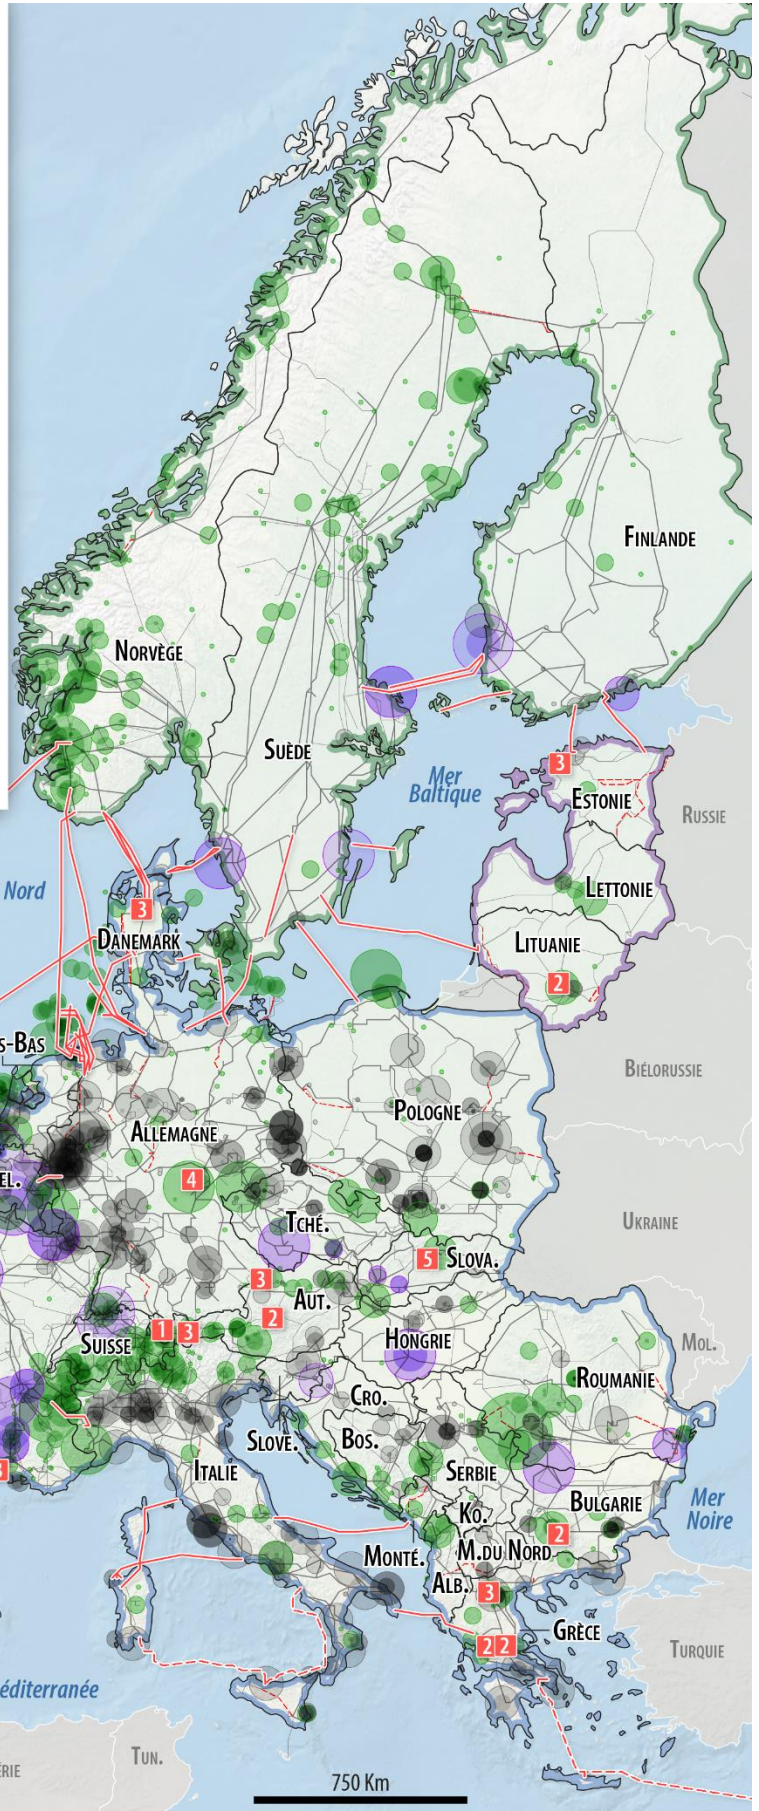 FINLANDE
NORVÈGE
SUÈDE
Mer
Baltique
3
ESTONIE
RUSSIE
Nord
LETTONIE
3
DANEMARK
LITUANIE
2
S-BAS
BIÉLORUSSIE
POLOGNE
ALLEMAGNE
EL.
4
UKRAINE
TCHÉ.
5
SLOVA.
3
AUT.
2
1
3
SUISSE
HONGRIE
MOL.
ROUMANIE
CRO.
SLOVE.
BOS.
3
ITALIE
SERBIE
BULGARIE
Mer
Noire
KO.
2
M.DU NORD
MONTÉ.
ALB.
3
GRÈCE
2 2
TURQUIE
éditerranée
TUN.
ÉRIE
750 Km